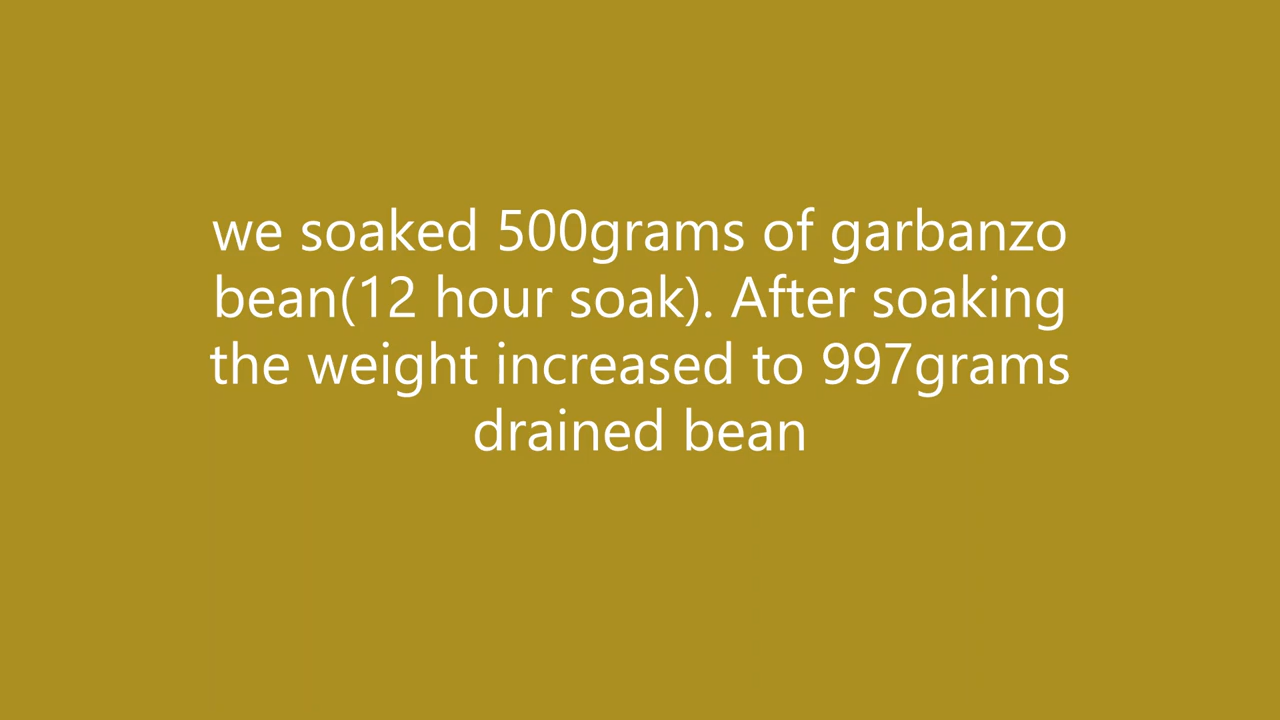 we soaked 500grams of garbanzo
bean(12 hour soak). After soaking
the weight increased to 997grams
drained bean